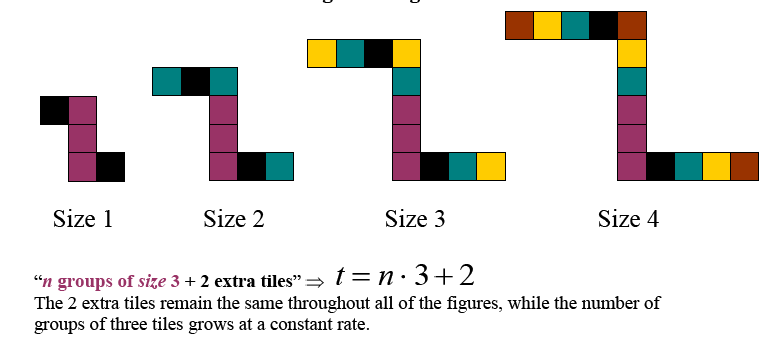 Size 1 Size 2 Size 3 Size 4
“n groups of size 3 + 2 extra tiles” ⇒ t = n · 3 + 2
The 2 extra tiles remain the same throughout all of the figures, while the number of
groups of three tiles grows at a constant rate.